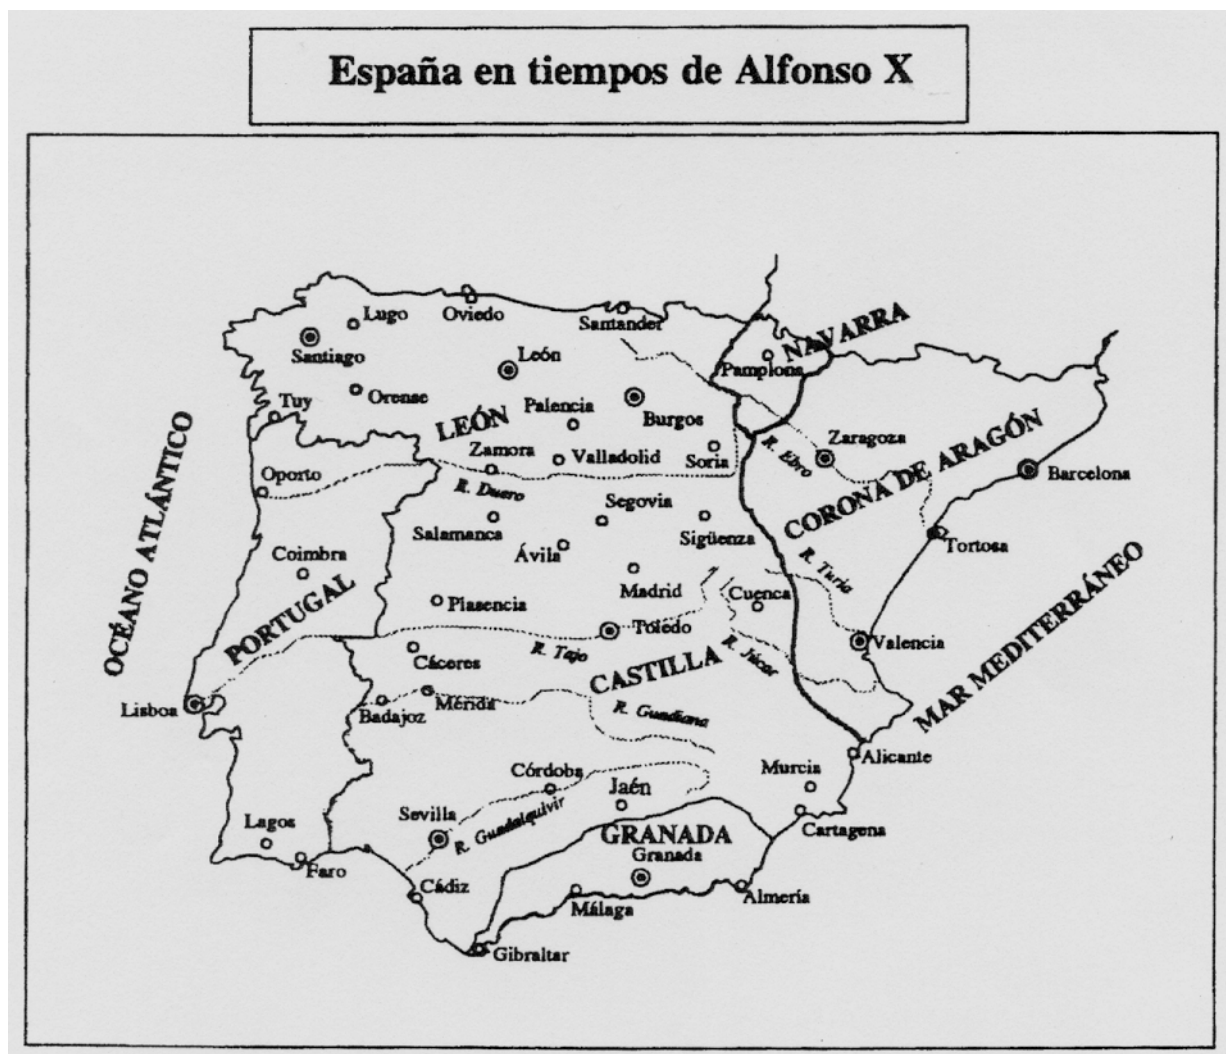 España en tiempos de Alfonso X
Lugo
Oviedo
Santander
NAVARRA
Santiago
León
Pamplona
Tuy
Orense
LEÓN
Palencia
Burgos
Zaragoza
Zamora
Valladolid
Soria
R. Ebro
CORONA DE ARAGÓN
Barcelona
Oporto
R. Duero
Segovia
Salamanca
Ávila
Sigüenza
Tortosa
OCÉANO ATLÁNTICO
Coimbra
Madrid
Cuenca
R. Turia
Plasencia
PORTUGAL
Toledo
Valencia
MAR MEDITERRÁNEO
Cáceres
R. Tajo
CASTILLA
R. Júcar
Lisboa
Badajoz
Mérida
R. Guadiana
Alicante
Córdoba
Murcia
Jaén
Sevilla
R. Guadalquivir
Cartagena
Lagos
GRANADA
Granada
Faro
Cádiz
Málaga
Almería
Gibraltar